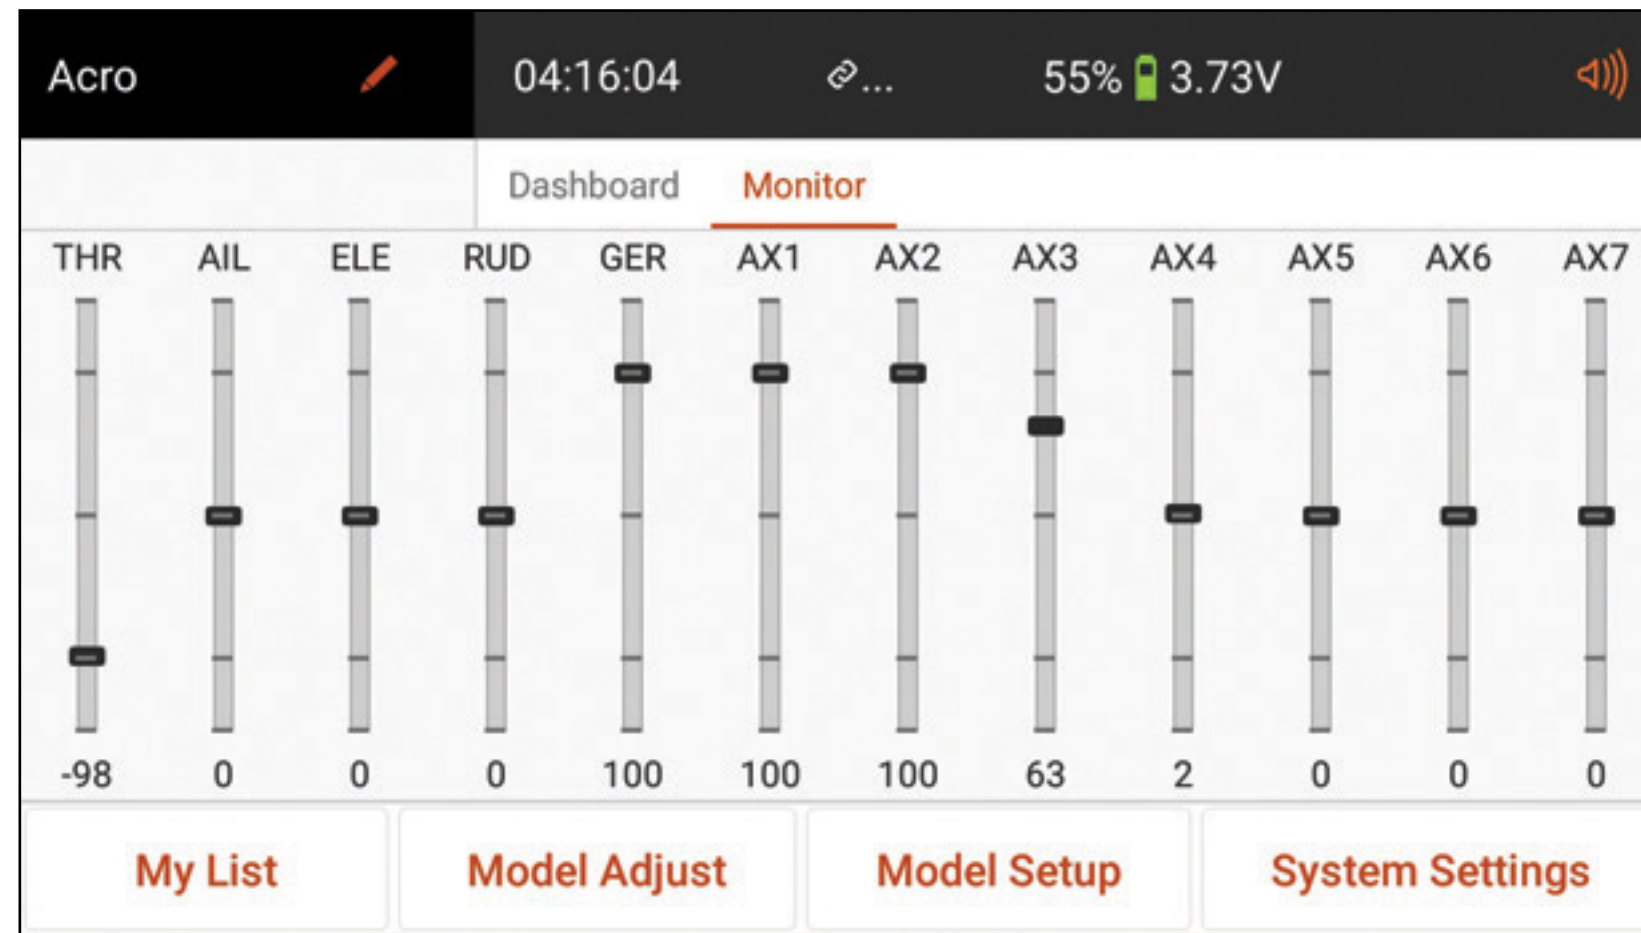 Acro 04:16:04 ... 55% 3.73V
Dashboard Monitor
THR AIL ELE RUD GER AX1 AX2 AX3 AX4 AX5 AX6 AX7
-98 0 0 0 100 100 100 63 2 0 0 0
My List Model Adjust Model Setup System Settings